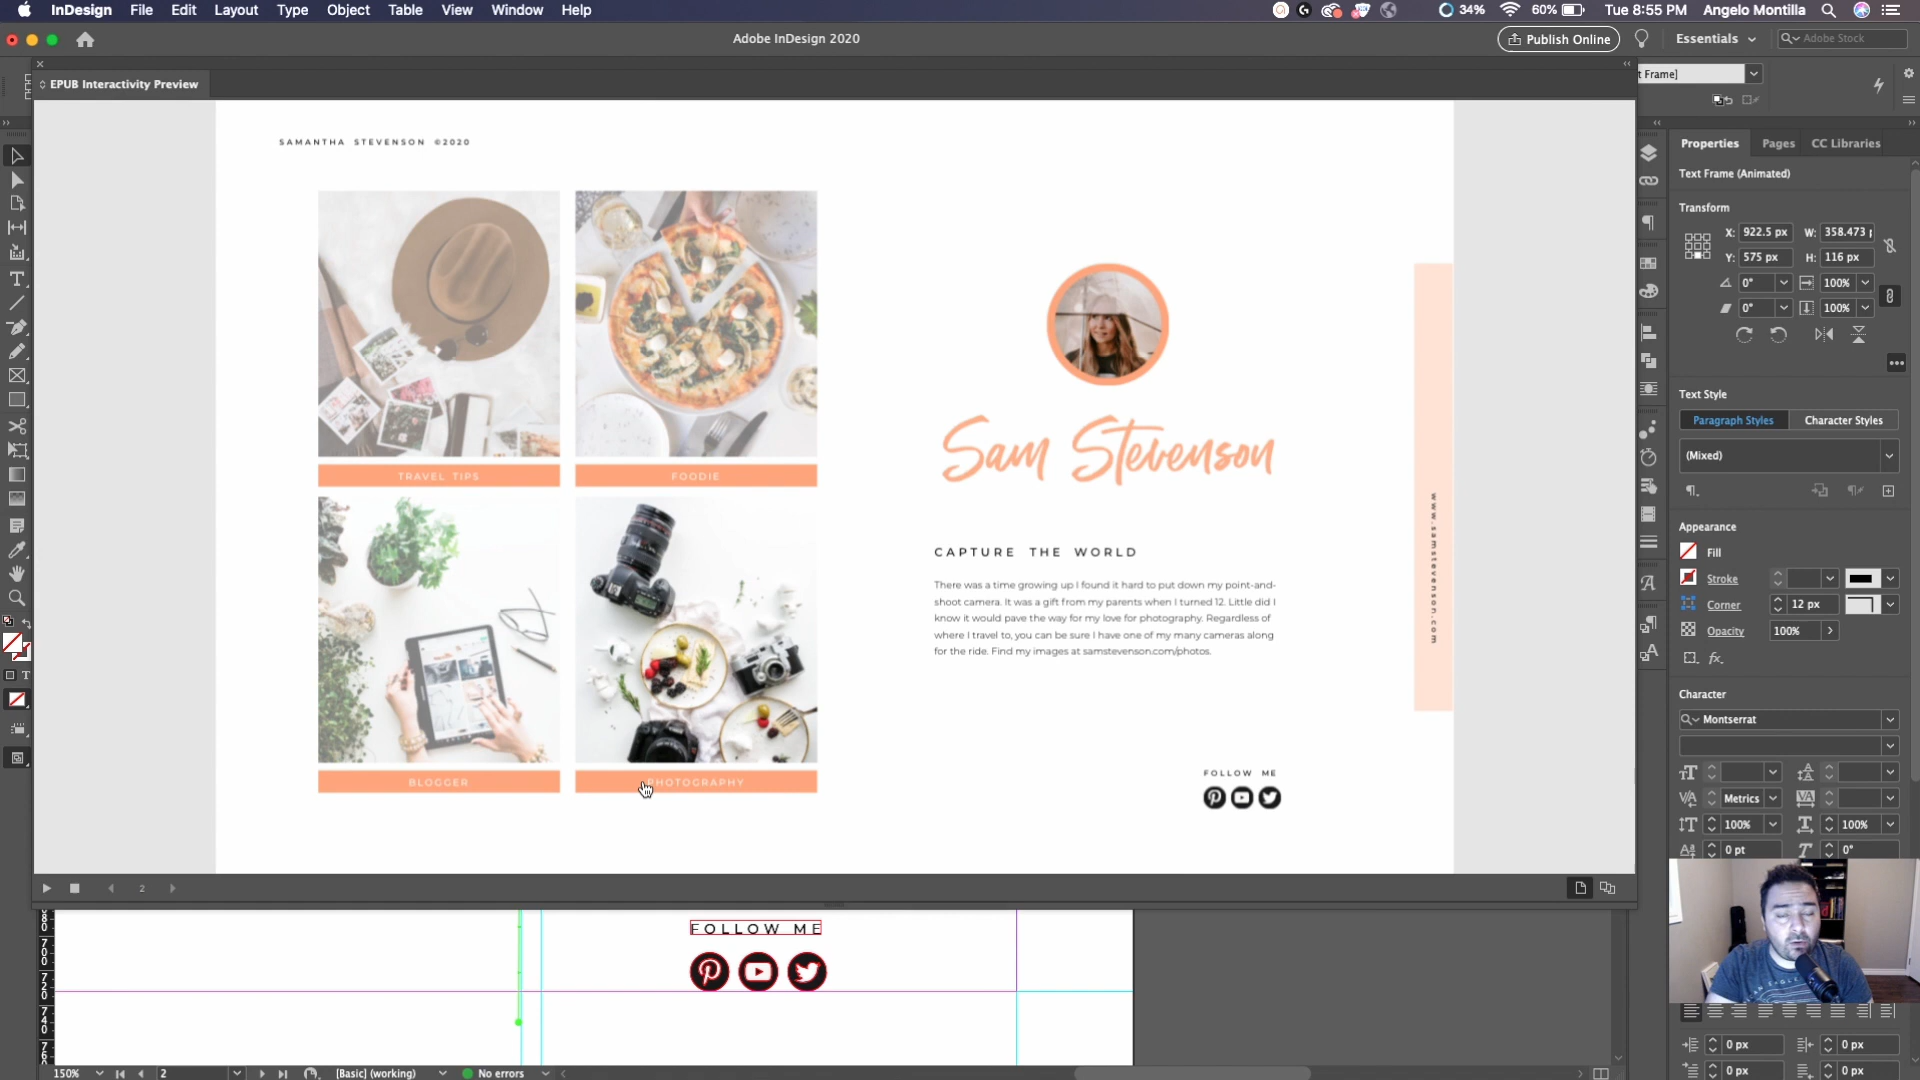 InDesign File Edit Layout Type Object Table View Window Help
34% 60% Tue 8:55 PM Angelo Montilla
Adobe InDesign 2020
Publish Online Essentials Adobe Stock
EPUB Interactivity Preview
t Frame]
SAMANTHA STEVENSON ©2020
TRAVEL TIPS
FOODIE
BLOGGER
PHOTOGRAPHY
Sam Stevenson
CAPTURE THE WORLD
There was a time growing up I found it hard to put down my point-and-
shoot camera. It was a gift from my parents when I turned 12. Little did I
know it would pave the way for my love for photography. Regardless of
where I travel to, you can be sure I have one of my many cameras along
for the ride. Find my images at samstevenson.com/photos.
www.samstevenson.com
FOLLOW ME
2
Properties Pages CC Libraries
Text Frame (Animated)
Transform
X: 922.5 px W: 358.473
Y: 575 px H: 116 px
0° 100%
0° 100%
Text Style
Paragraph Styles Character Styles
(Mixed)
Appearance
Fill
Stroke
Corner 12 px
Opacity 100%
fx.
Character
Montserrat
Metrics
100% 100%
0 pt 0°
0 px 0 px
0 px 0 px
FOLLOW ME
150% 2 [Basic] (working) No errors